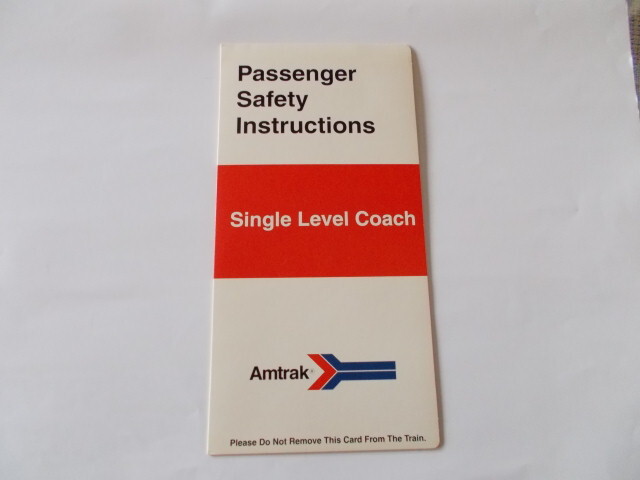 Passenger
Safety
Instructions
Single Level Coach
Amtrak®
Please Do Not Remove This Card From The Train.